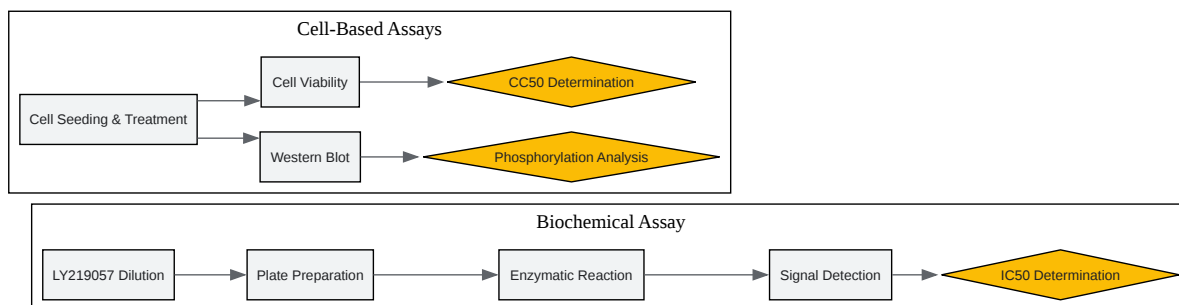 Cell-Based Assays
Cell Viability
CC50 Determination
Cell Seeding & Treatment
Western Blot
Phosphorylation Analysis
Biochemical Assay
LY219057 Dilution
Plate Preparation
Enzymatic Reaction
Signal Detection
IC50 Determination